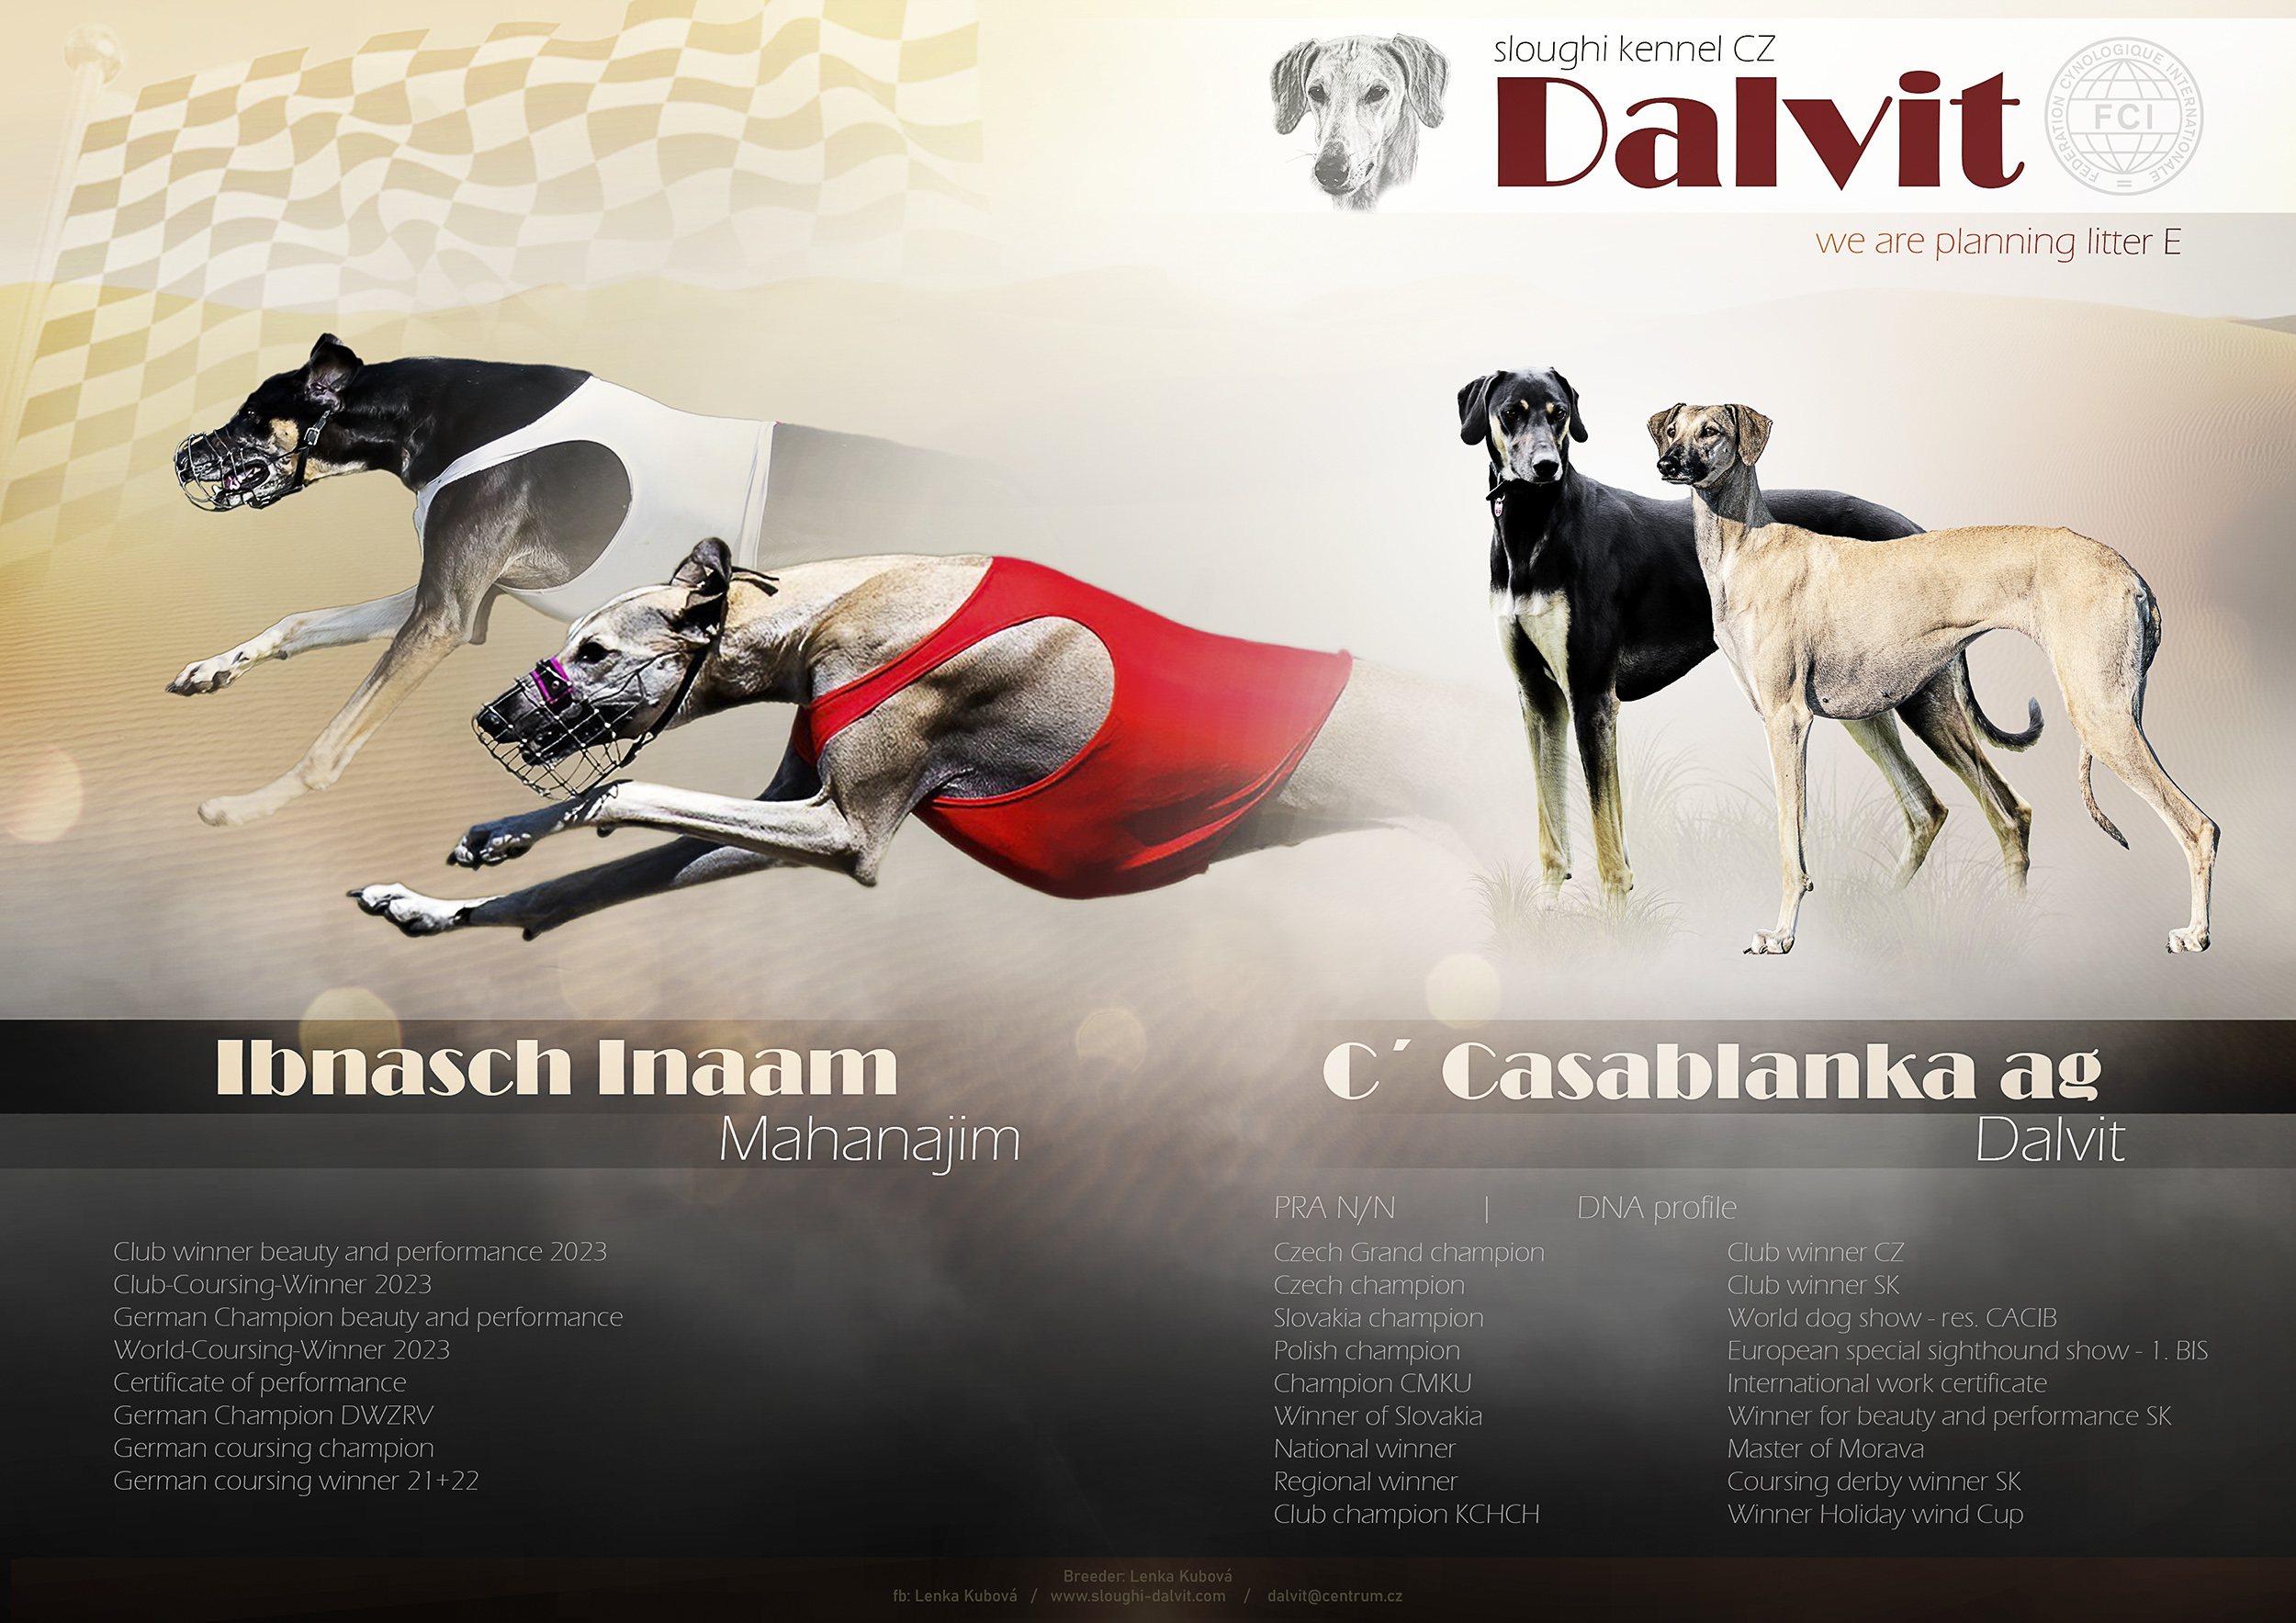 sloughi kennel CZ
Dalvit
FEDERATION CYNOLOGIQUE INTERNATIONALE
FCI
we are planning litter E
Ibnasch Inaam
Mahanajim
Club winner beauty and performance 2023
Club-Coursing-Winner 2023
German Champion beauty and performance
World-Coursing-Winner 2023
Certificate of performance
German Champion DWZRV
German coursing champion
German coursing winner 21+22
C´ Casablanka ag
Dalvit
PRA N/N | DNA profile
Czech Grand champion
Czech champion
Slovakia champion
Polish champion
Champion CMKU
Winner of Slovakia
National winner
Regional winner
Club champion KCHCH
Club winner CZ
Club winner SK
World dog show - res. CACIB
European special sighthound show - 1. BIS
International work certificate
Winner for beauty and performance SK
Master of Morava
Coursing derby winner SK
Winner Holiday wind Cup
Breeder: Lenka Kubová
fb: Lenka Kubová / www.sloughi-dalvit.com / dalvit@centrum.cz